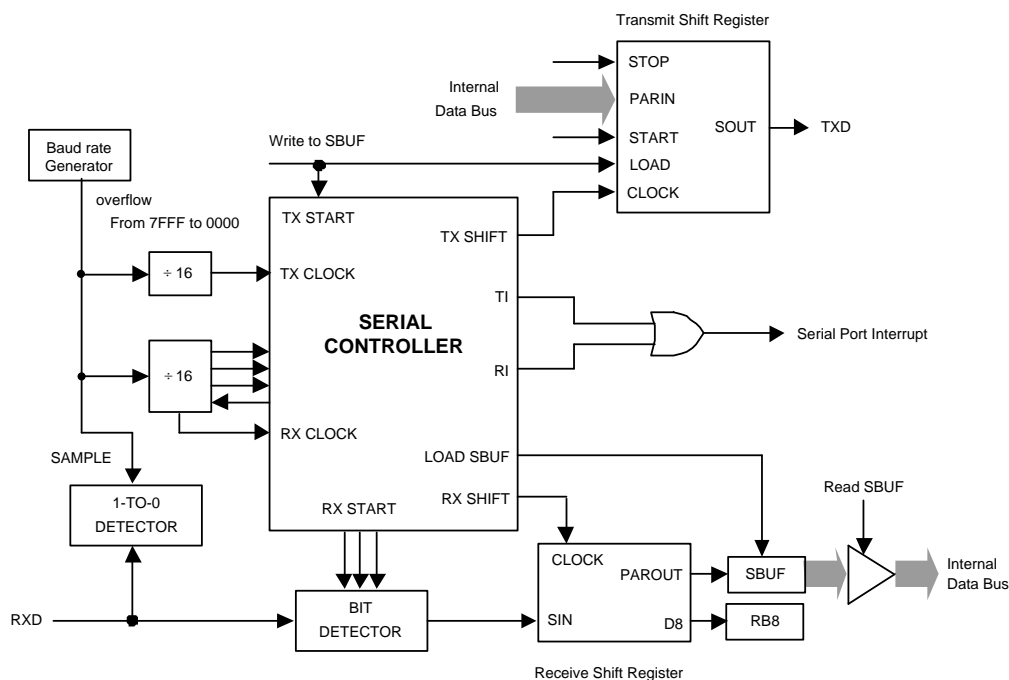 Transmit Shift Register
STOP
Internal
Data Bus
PARIN
SOUT
TXD
START
Write to SBUF
LOAD
CLOCK
Baud rate
Generator
overflow
From 7FFF to 0000
TX START
TX SHIFT
÷ 16
TX CLOCK
TI
SERIAL
CONTROLLER
Serial Port Interrupt
RI
÷ 16
RX CLOCK
SAMPLE
LOAD SBUF
1-TO-0
DETECTOR
RX START
RX SHIFT
Read SBUF
CLOCK
PAROUT
SBUF
Internal
Data Bus
RXD
BIT
DETECTOR
SIN
D8
RB8
Receive Shift Register